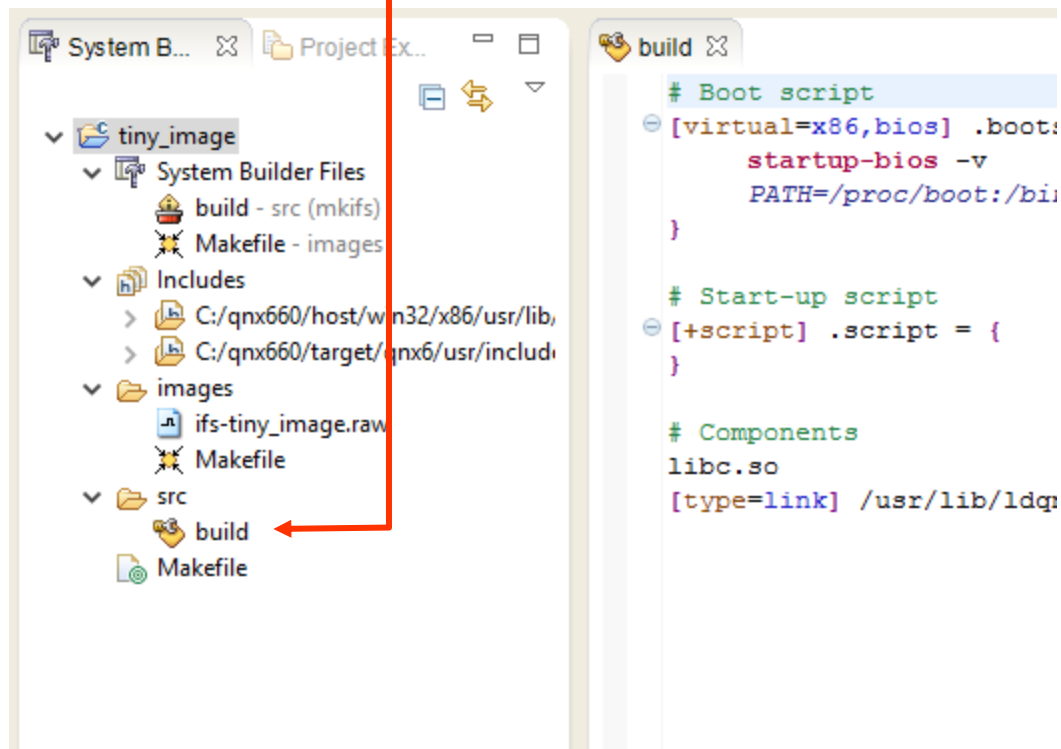 System B...
Project Ex...
tiny_image
System Builder Files
build - src (mkifs)
Makefile - images
Includes
C:/qnx660/host/win32/x86/usr/lib/
C:/qnx660/target/qnx6/usr/include
images
ifs-tiny_image.raw
Makefile
src
build
Makefile
build
# Boot script
[virtual=x86,bios] .boots
startup-bios -v
PATH=/proc/boot:/bin
}
# Start-up script
[+script] .script = {
}
# Components
libc.so
[type=link] /usr/lib/ldqn